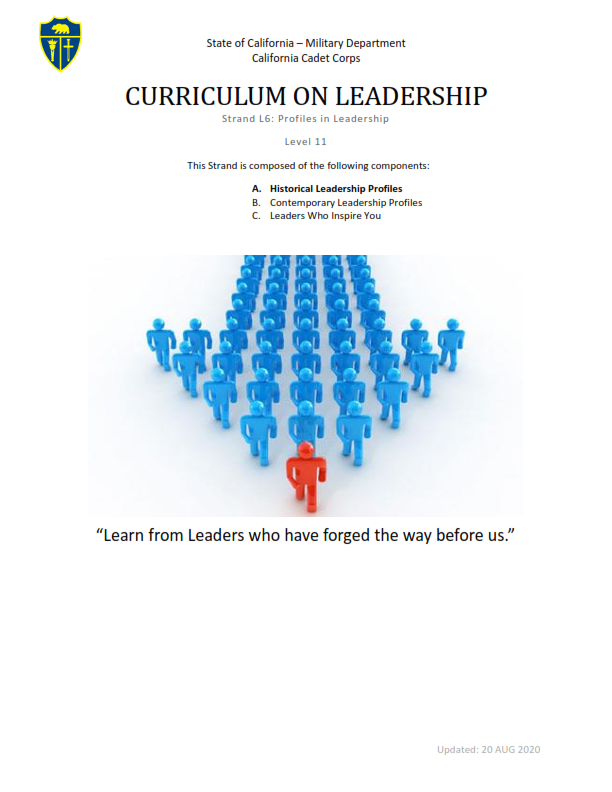 State of California – Military Department
California Cadet Corps
CURRICULUM ON LEADERSHIP
Strand L6: Profiles in Leadership
Level 11
This Strand is composed of the following components:
A. Historical Leadership Profiles
B. Contemporary Leadership Profiles
C. Leaders Who Inspire You
“Learn from Leaders who have forged the way before us.”
Updated: 20 AUG 2020